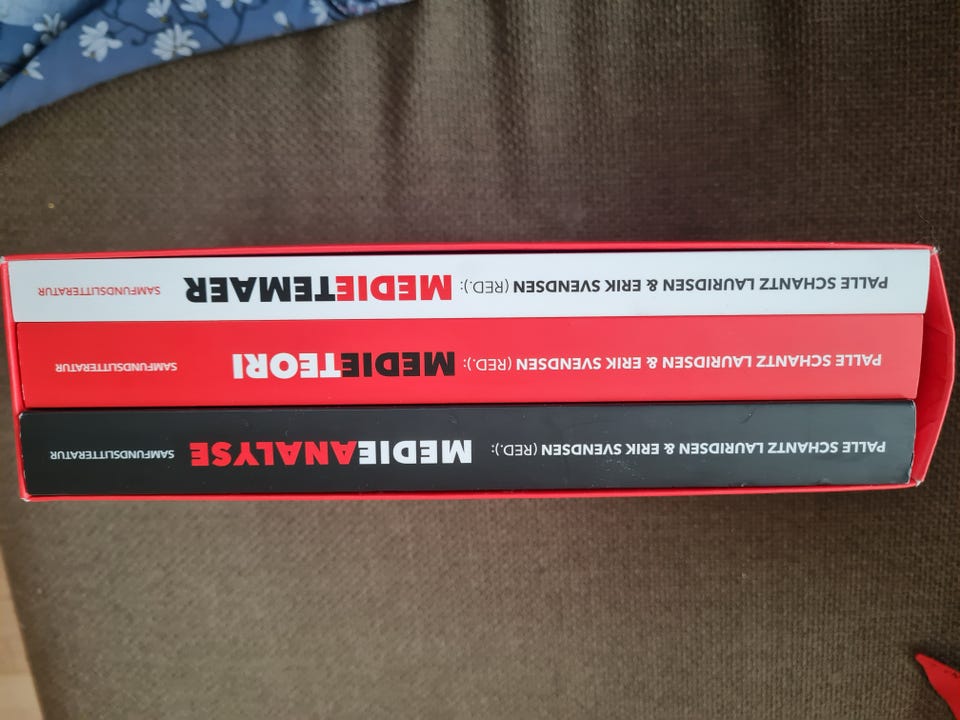 PALLE SCHANTZ LAURIDSEN & ERIK SVENDSEN (RED.): MEDIEANALYSE SAMFUNDSLITTERATUR
PALLE SCHANTZ LAURIDSEN & ERIK SVENDSEN (RED.): MEDIETEORI SAMFUNDSLITTERATUR
PALLE SCHANTZ LAURIDSEN & ERIK SVENDSEN (RED.): MEDIETEMAER SAMFUNDSLITTERATUR